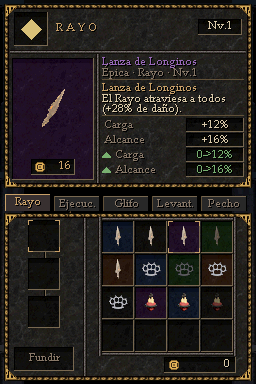 RAYO
Nv.1
Lanza de Longinos
Épica · Rayo · Nv.1
Lanza de Longinos
El Rayo atraviesa a todos
(+28% de daño).
Carga +12%
Alcance +16%
Carga 0->12%
Alcance 0->16%
16
Rayo Ejecuc. Glifo Levant. Pecho
Fundir
0